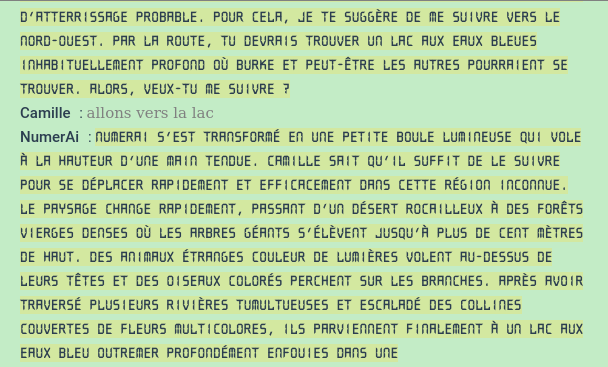 D'ATTERRISSAGE PROBABLE. POUR CELA, JE TE SUGGÈRE DE ME SUIVRE VERS LE
NORD-OUEST. PAR LA ROUTE, TU DEVRAIS TROUVER UN LAC AUX EAUX BLEUES
INHABITUELLEMENT PROFOND OÙ BURKE ET PEUT-ÊTRE LES AUTRES POURRAIENT SE
TROUVER. ALORS, VEUX-TU ME SUIVRE ?
Camille : allons vers la lac
NumerAi : NUMERAI S'EST TRANSFORMÉ EN UNE PETITE BOULE LUMINEUSE QUI VOLE
À LA HAUTEUR D'UNE MAIN TENDUE. CAMILLE SAIT QU'IL SUFFIT DE LE SUIVRE
POUR SE DÉPLACER RAPIDEMENT ET EFFICACEMENT DANS CETTE RÉGION INCONNUE.
LE PAYSAGE CHANGE RAPIDEMENT, PASSANT D'UN DÉSERT ROCAILLEUX À DES FORÊTS
VIERGES DENSES OÙ LES ARBRES GÉANTS S'ÉLÈVENT JUSQU'À PLUS DE CENT MÈTRES
DE HAUT. DES ANIMAUX ÉTRANGES COULEUR DE LUMIÈRES VOLENT AU-DESSUS DE
LEURS TÊTES ET DES OISEAUX COLORÉS PERCHENT SUR LES BRANCHES. APRÈS AVOIR
TRAVERSÉ PLUSIEURS RIVIÈRES TUMULTUEUSES ET ESCALADÉ DES COLLINES
COUVERTES DE FLEURS MULTICOLORES, ILS PARVIENNENT FINALEMENT À UN LAC AUX
EAUX BLEU OUTREMER PROFONDÉMENT ENFOUIES DANS UNE